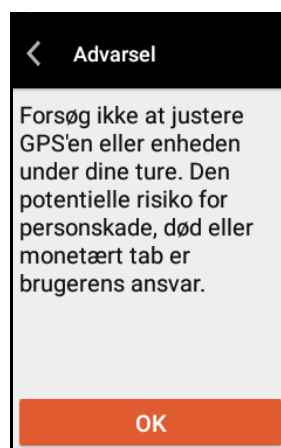 Advarsel
Forsøg ikke at justere
GPS'en eller enheden
under dine ture. Den
potentielle risiko for
personskade, død eller
monetært tab er
brugerens ansvar.
OK